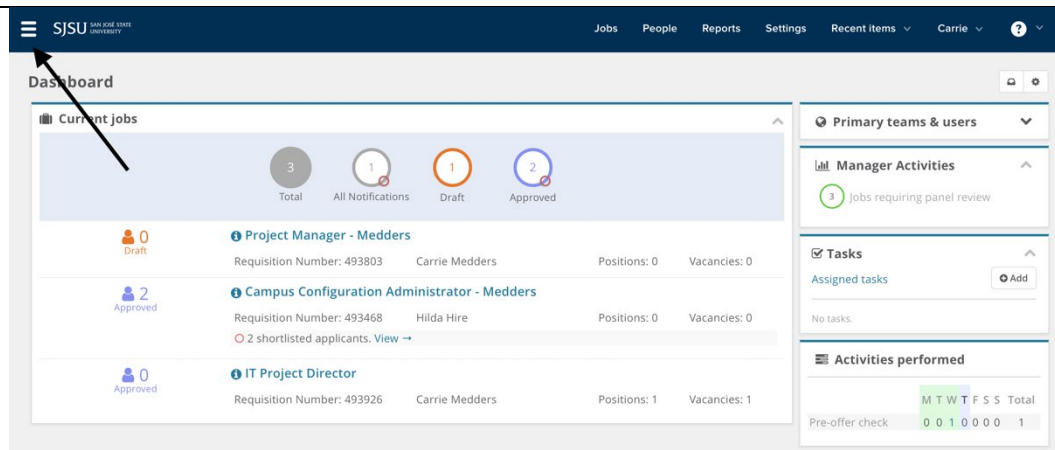 SJSU SAN JOSÉ STATE UNIVERSITY Jobs People Reports Settings Recent items Carrie ?
Dashboard
Current jobs
3 1 1 2
Total All Notifications Draft Approved
0 Project Manager - Medders
Draft Requisition Number: 493803 Carrie Medders Positions: 0 Vacancies: 0
2 Campus Configuration Administrator - Medders
Approved Requisition Number: 493468 Hilda Hire Positions: 0 Vacancies: 0
2 shortlisted applicants. View →
0 IT Project Director
Approved Requisition Number: 493926 Carrie Medders Positions: 1 Vacancies: 1
Primary teams & users
Manager Activities
3 Jobs requiring panel review
Tasks
Assigned tasks Add
No tasks.
Activities performed
M T W T F S S Total
Pre-offer check 0 0 1 0 0 0 0 1